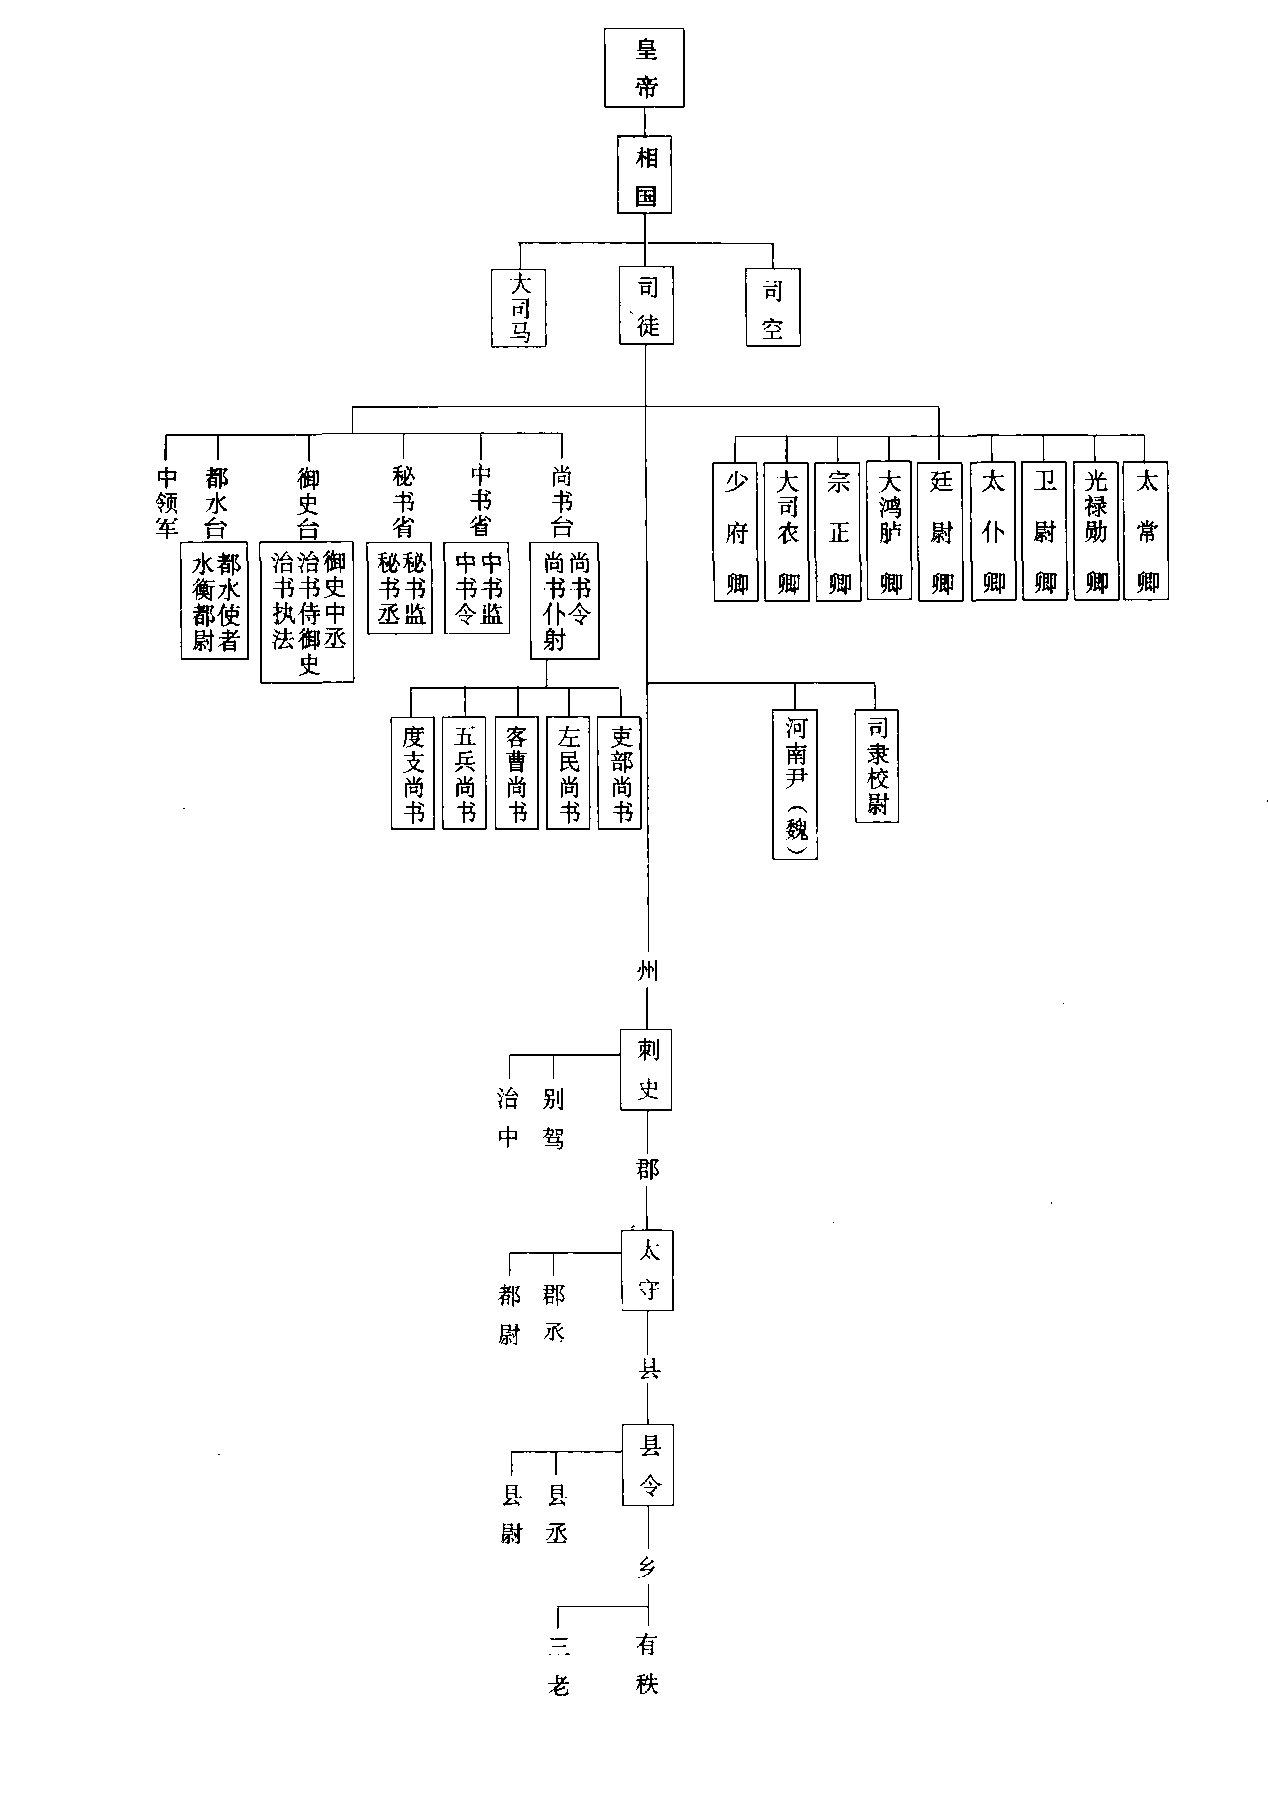 皇帝
相国
大司马
司徒
司空
中领军
都水台
御史台
秘书省
中书省
尚书台
都水使者
水衡都尉
御史中丞
治书侍御史
治书执法
秘书监
秘书丞
中书监
中书令
尚书令
尚书仆射
少府卿
大司农卿
宗正卿
大鸿胪卿
廷尉卿
太仆卿
卫尉卿
光禄勋卿
太常卿
度支尚书
五兵尚书
客曹尚书
左民尚书
吏部尚书
河南尹（魏）
司隶校尉
州
刺史
治中
别驾
郡
太守
都尉
郡丞
县
县令
县尉
县丞
乡
三老
有秩